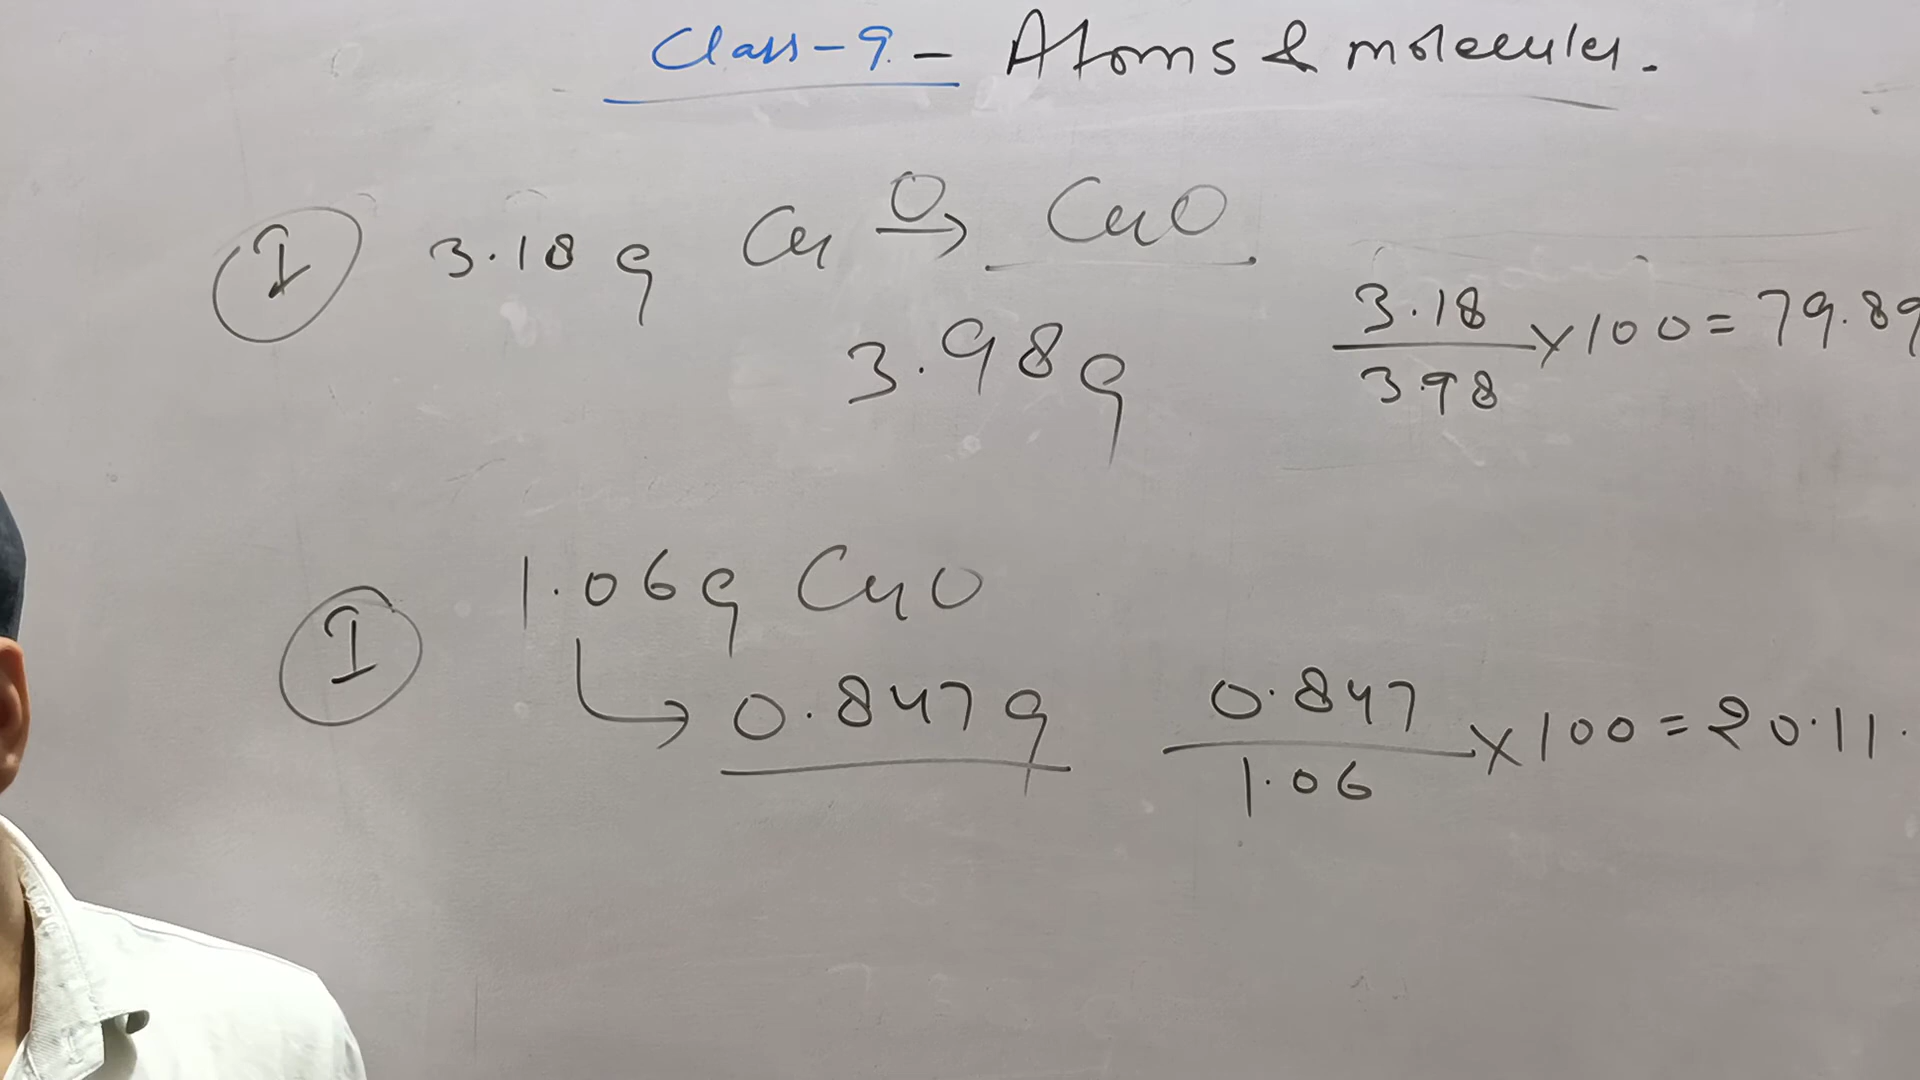 Class-9 - Atoms & molecules.
I 3.18 g Cu O → CuO
3.98 g
3.18 / 3.98 × 100 = 79.89
I 1.06 g CuO
→ 0.847 g
0.847 / 1.06 × 100 = 20.11.